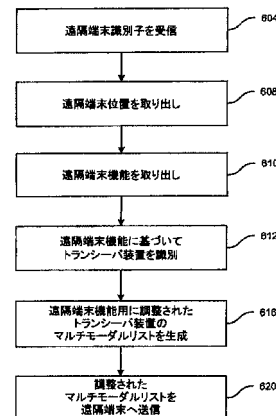 遠隔端末識別子を受信
604
遠隔端末位置を取り出し
608
遠隔端末機能を取り出し
610
遠隔端末機能に基づいて
トランシーバ装置を識別
612
遠隔端末機能用に調整された
トランシーバ装置の
マルチモーダルリストを生成
616
調整された
マルチモーダルリストを
遠隔端末へ送信
620